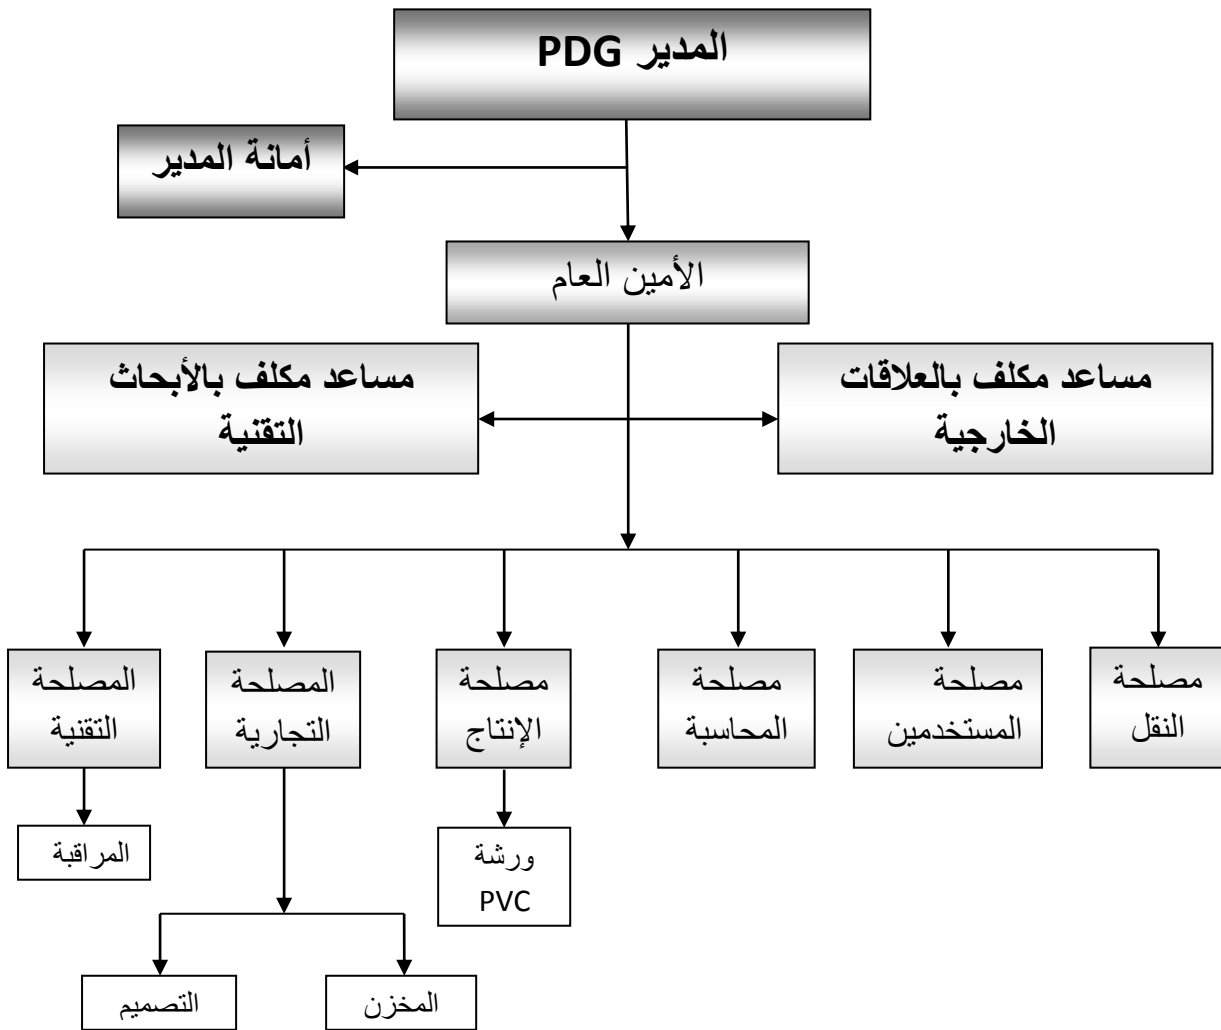 المدير PDG
أمانة المدير
الأمين العام
مساعد مكلف بالعلاقات
الخارجية
مساعد مكلف بالأبحاث
التقنية
مصلحة
النقل
مصلحة
المستخدمين
مصلحة
المحاسبة
مصلحة
الإنتاج
المصلحة
التجارية
المصلحة
التقنية
ورشة
PVC
المراقبة
المخزن
التصميم